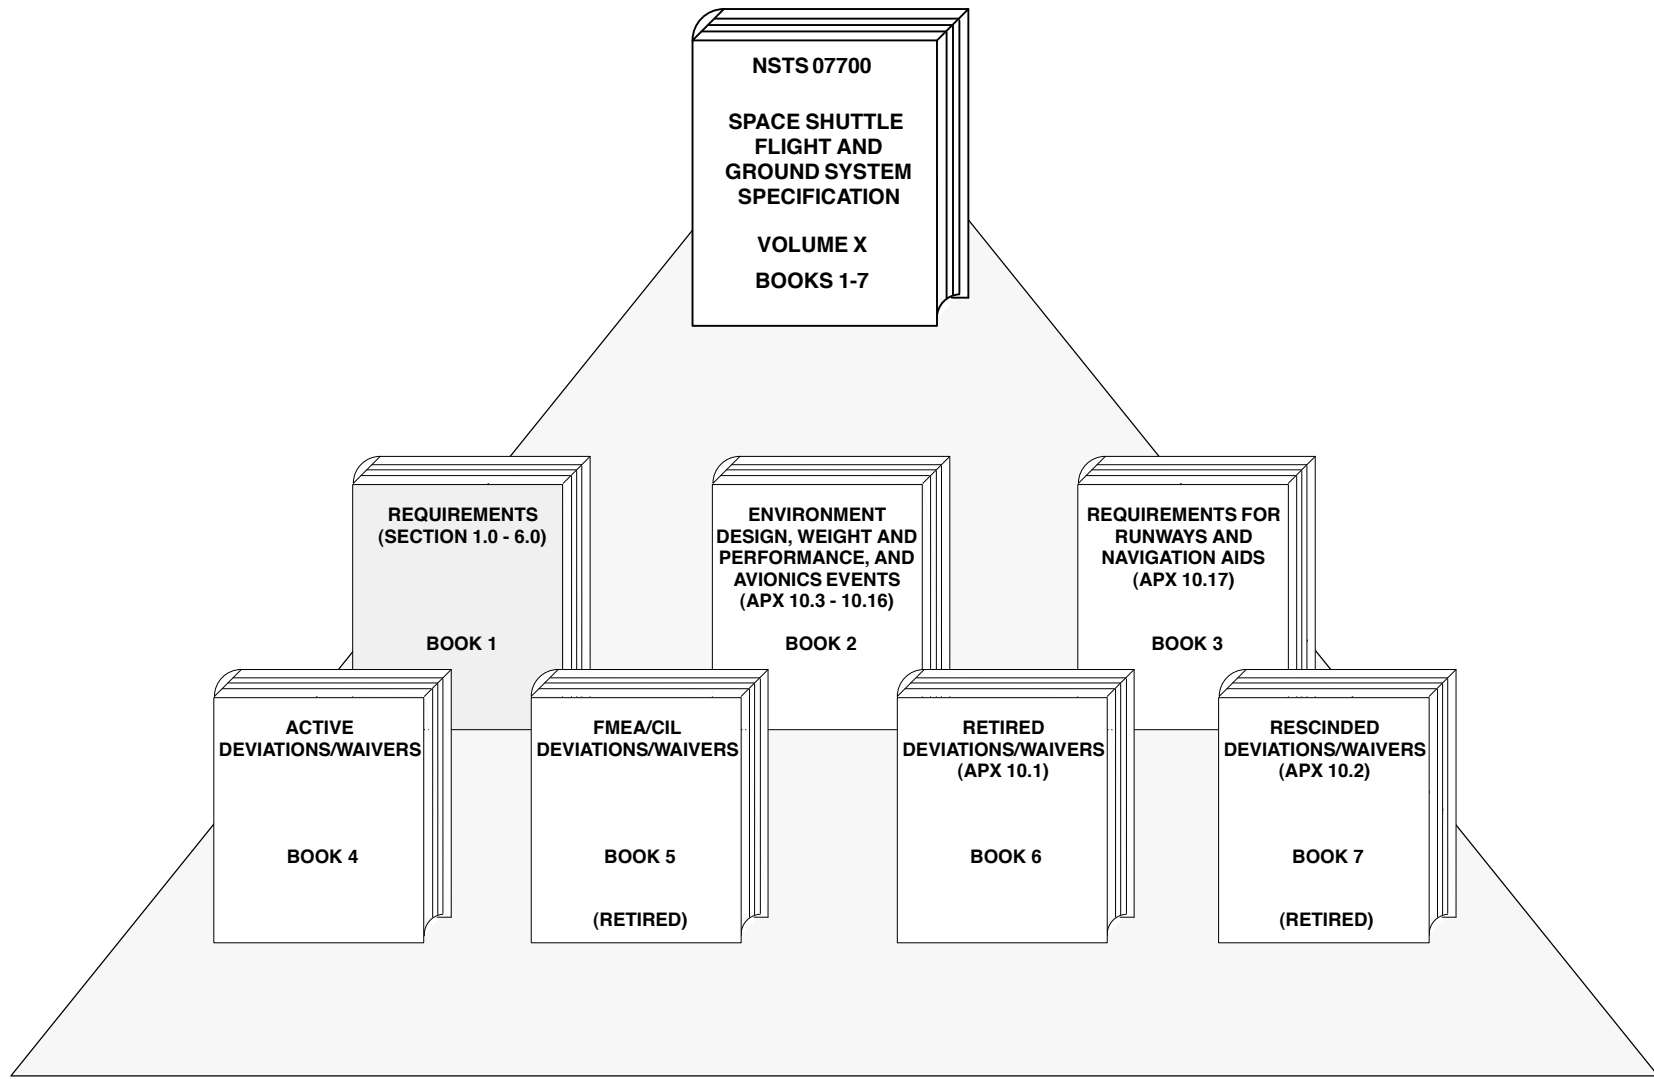 NSTS 07700
SPACE SHUTTLE
FLIGHT AND
GROUND SYSTEM
SPECIFICATION
VOLUME X
BOOKS 1-7
REQUIREMENTS
(SECTION 1.0 - 6.0)
BOOK 1
ENVIRONMENT
DESIGN, WEIGHT AND
PERFORMANCE, AND
AVIONICS EVENTS
(APX 10.3 - 10.16)
BOOK 2
REQUIREMENTS FOR
RUNWAYS AND
NAVIGATION AIDS
(APX 10.17)
BOOK 3
ACTIVE
DEVIATIONS/WAIVERS
BOOK 4
FMEA/CIL
DEVIATIONS/WAIVERS
BOOK 5
(RETIRED)
RETIRED
DEVIATIONS/WAIVERS
(APX 10.1)
BOOK 6
RESCINDED
DEVIATIONS/WAIVERS
(APX 10.2)
BOOK 7
(RETIRED)